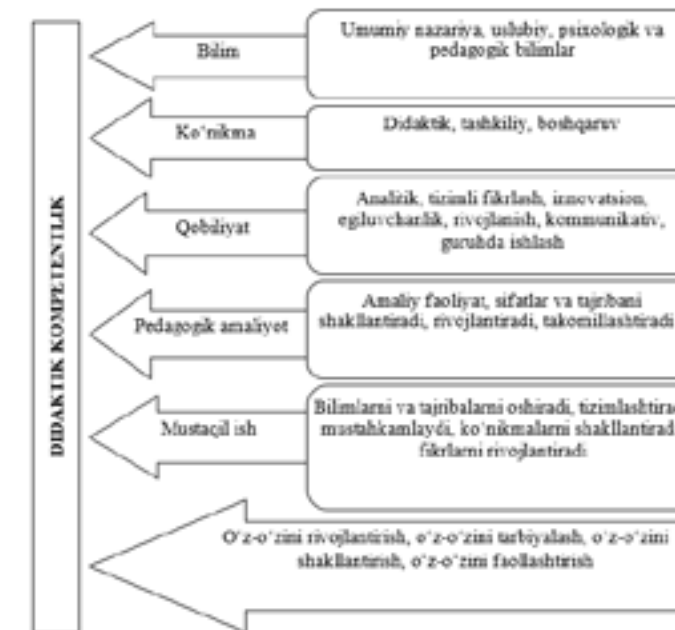 DIDAKTIK KOMPETENTLIK
Bilim
Umumiy nazariya, uslubiy, psixologik va
pedagogik bilimlar
Ko‘nikma
Didaktik, tashkiliy, boshqaruv
Qobiliyat
Analitik, tizimli fikrlash, innovatsion,
egiluvchanlik, rivojlanish, kommunikativ,
guruhda ishlash
Pedagogik amaliyot
Amaliy faoliyat, sifatlar va tajribani
shakllantiradi, rivojlantiradi, takomillashtiradi
Mustaqil ish
Bilimlarni va tajribalarni oshiradi, tizimlashtirad
mustahkamlaydi, ko‘nikmalarni shakllantirad
fikrlarni rivojlantiradi
O‘z-o‘zini rivojlantirish, o‘z-o‘zini tarbiyalash, o‘z-o‘zini
shakllantirish, o‘z-o‘zini faollashtirish